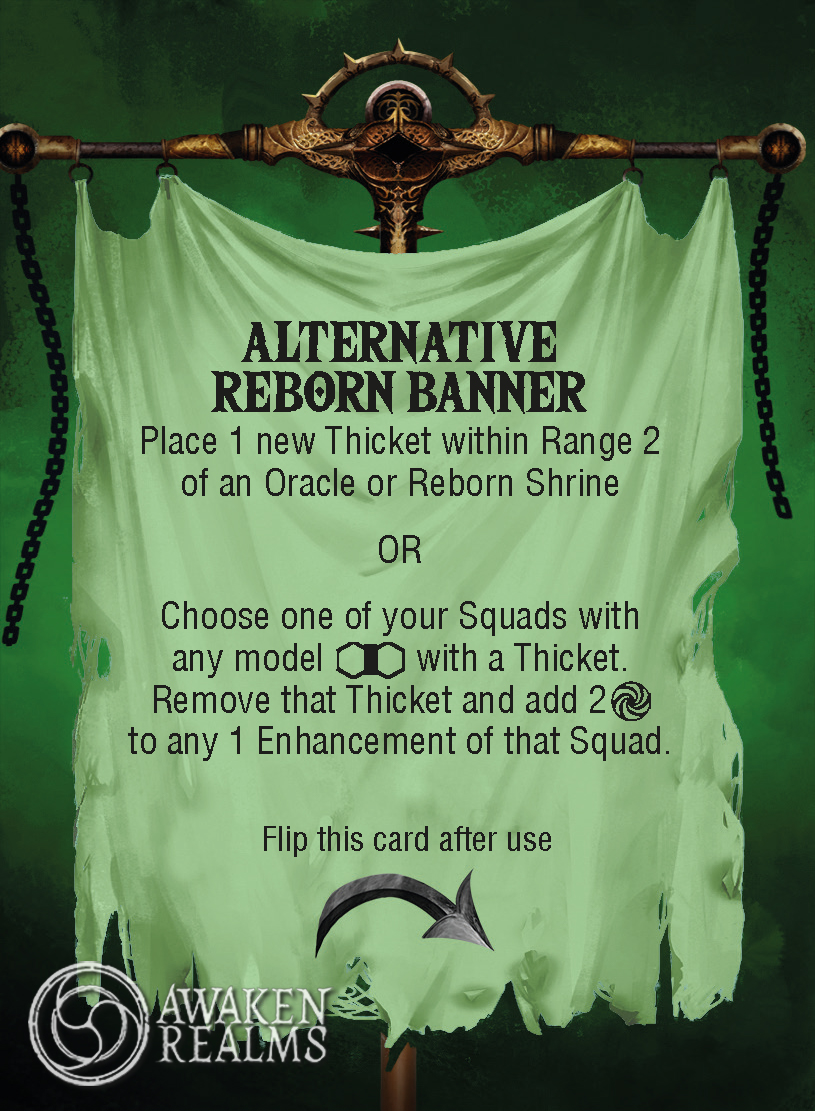 ALTERNATIVE
REBORN BANNER
Place 1 new Thicket within Range 2
of an Oracle or Reborn Shrine
OR
Choose one of your Squads with
any model with a Thicket.
Remove that Thicket and add 2
to any 1 Enhancement of that Squad.
Flip this card after use
AWAKEN
REALMS